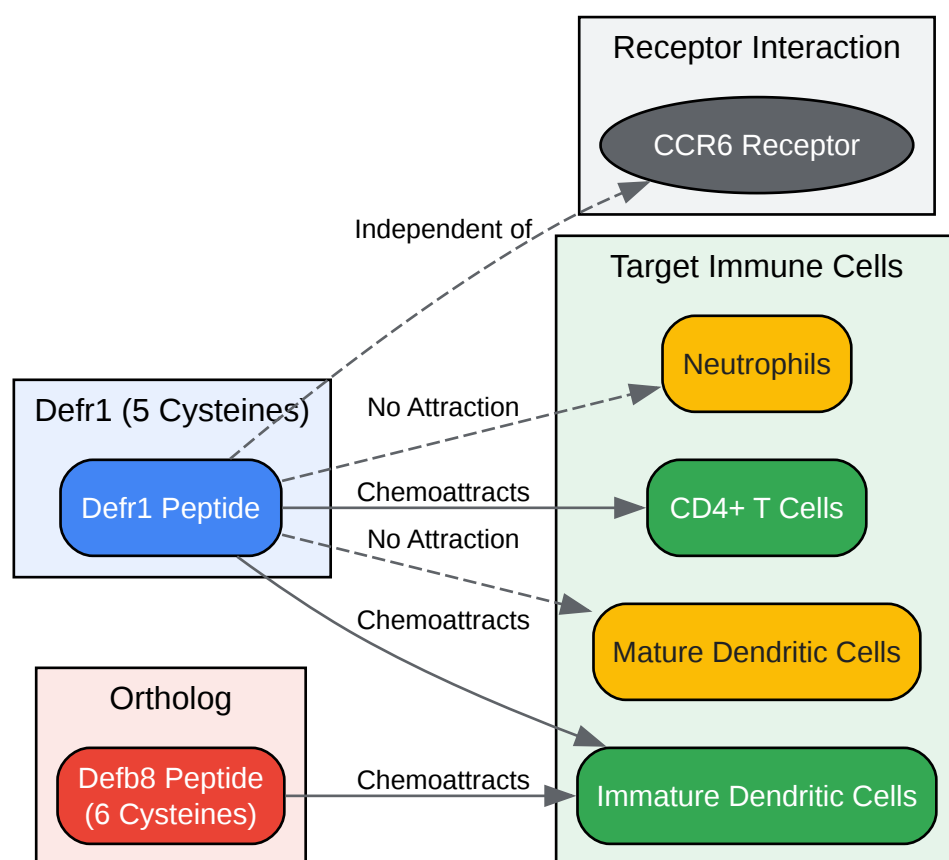 Receptor Interaction
CCR6 Receptor
Independent of
Target Immune Cells
Neutrophils
Defr1 (5 Cysteines)
No Attraction
Defr1 Peptide
Chemoattracts
CD4+ T Cells
No Attraction
Chemoattracts
Mature Dendritic Cells
Ortholog
Defb8 Peptide
(6 Cysteines)
Chemoattracts
Immature Dendritic Cells